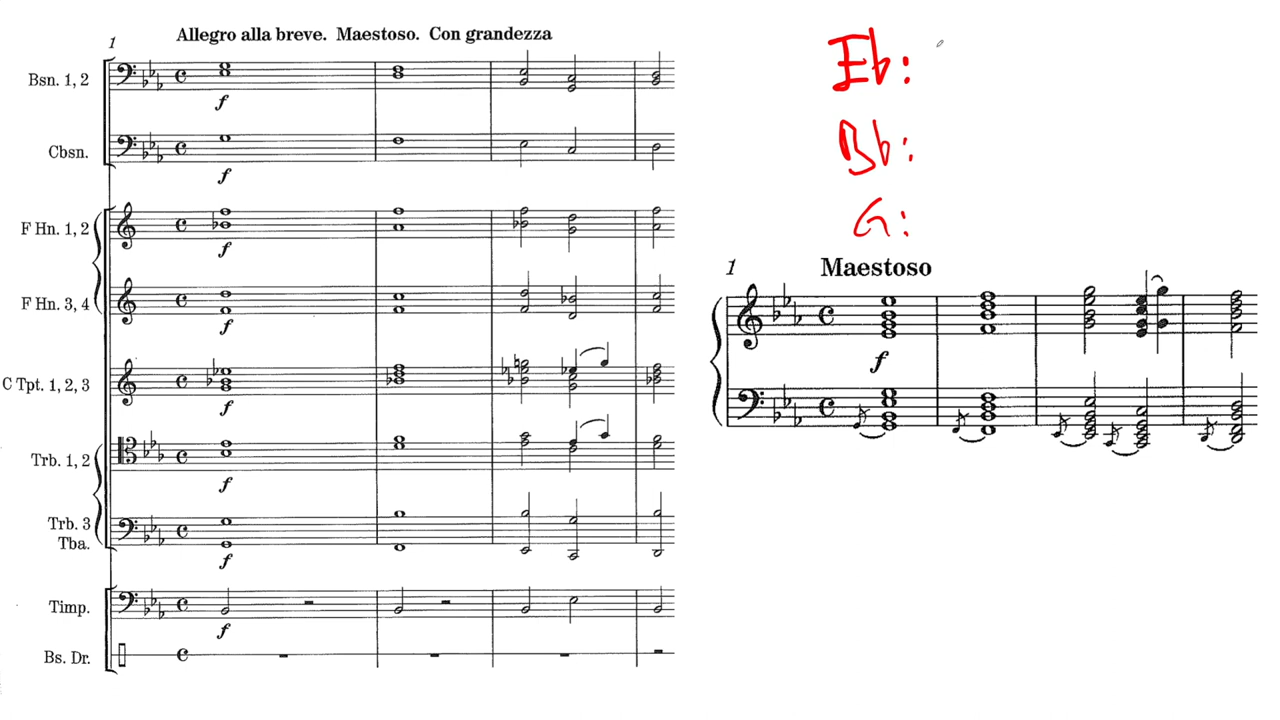 Allegro alla breve. Maestoso. Con grandezza
1
Bsn. 1, 2
f
Cbsn.
f
F Hn. 1, 2
f
F Hn. 3, 4
f
C Tpt. 1, 2, 3
f
Trb. 1, 2
f
Trb. 3
Tba.
f
Timp.
f
Bs. Dr.
Eb:
Bb:
G:
1
Maestoso
f